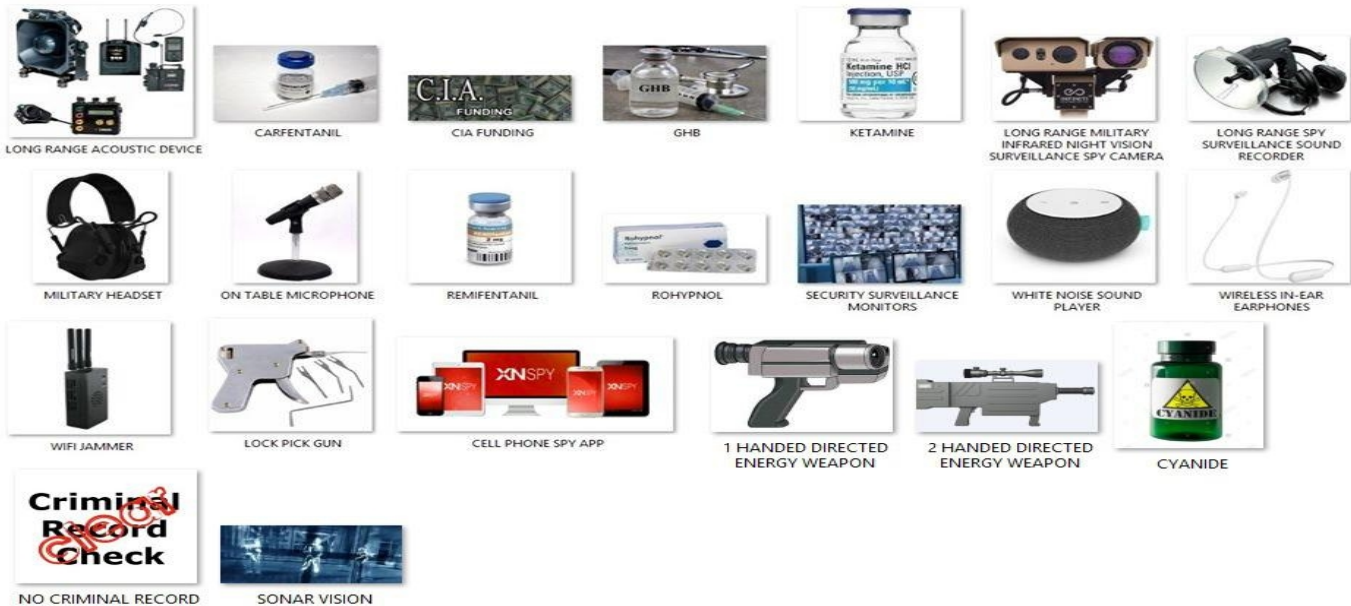 LONG RANGE ACOUSTIC DEVICE
CARFENTANIL
C.I.A.
FUNDING
CIA FUNDING
GHB
GHB
Ketamine HCl
Injection, USP
KETAMINE
INFINITI
LONG RANGE MILITARY
INFRARED NIGHT VISION
SURVEILLANCE SPY CAMERA
LONG RANGE SPY
SURVEILLANCE SOUND
RECORDER
MILITARY HEADSET
ON TABLE MICROPHONE
2 mg
REMIFENTANIL
Rohypnol
ROHYPNOL
SECURITY SURVEILLANCE
MONITORS
WHITE NOISE SOUND
PLAYER
WIRELESS IN-EAR
EARPHONES
WIFI JAMMER
LOCK PICK GUN
XNSPY
XNSPY
XNSPY
CELL PHONE SPY APP
1 HANDED DIRECTED
ENERGY WEAPON
2 HANDED DIRECTED
ENERGY WEAPON
CYANIDE
CYANIDE
Criminal
Record
Check
clear
NO CRIMINAL RECORD
SONAR VISION